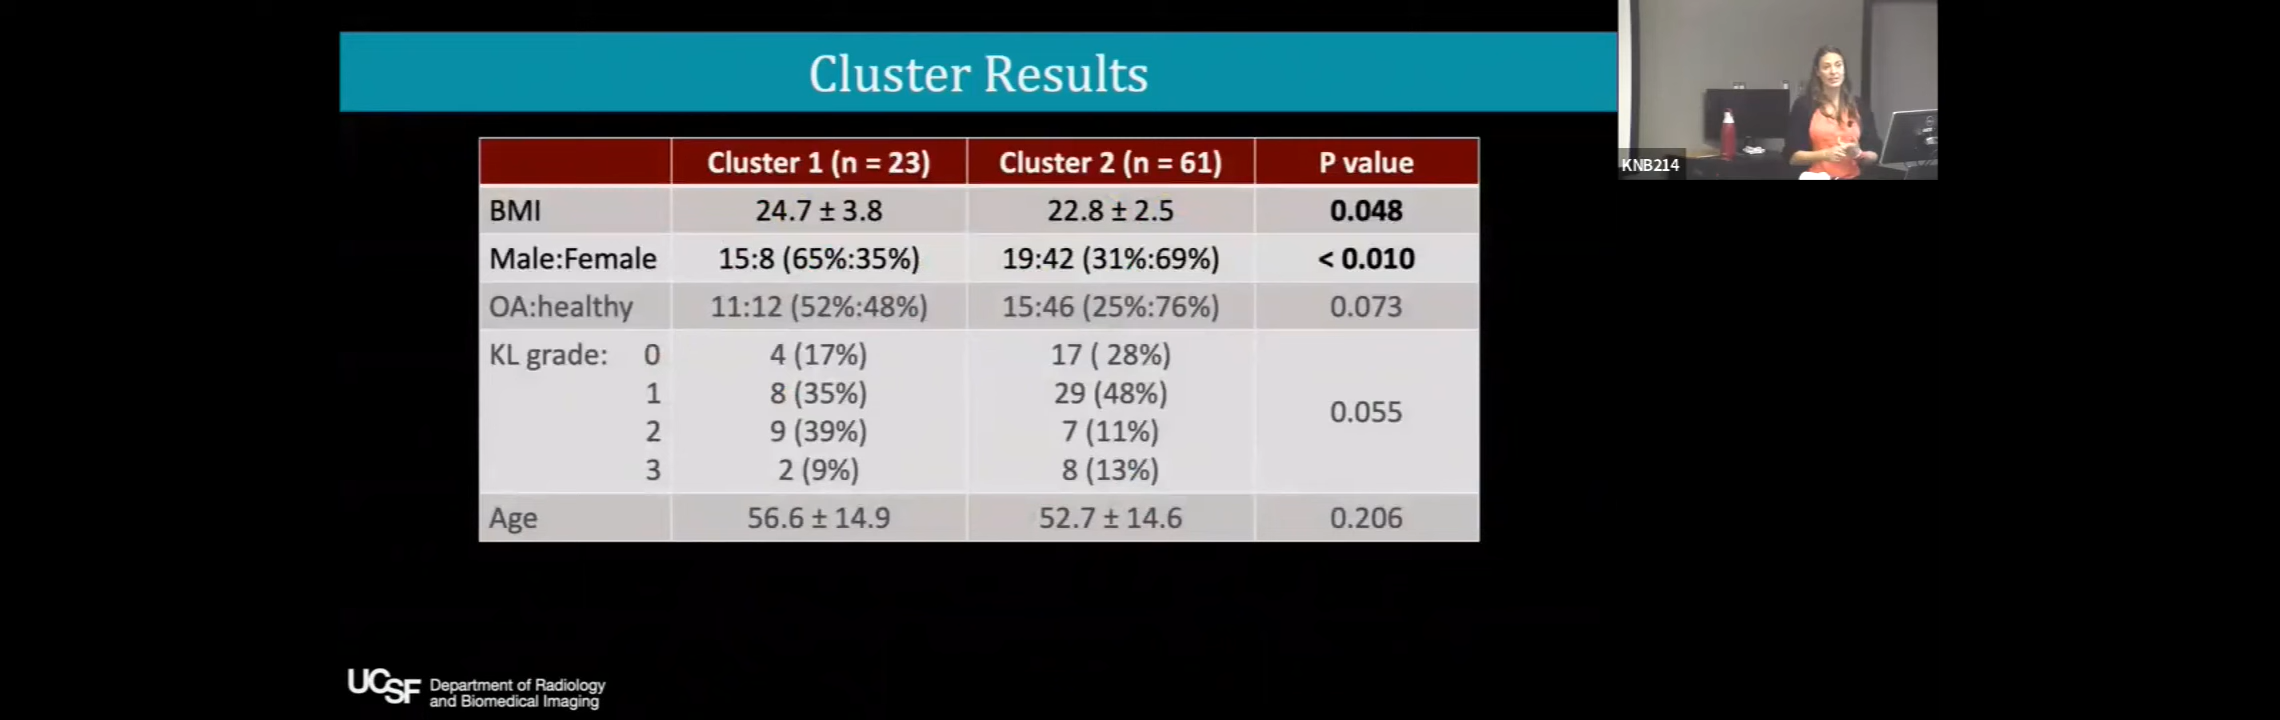 Cluster Results
KNB214
Cluster 1 (n = 23) Cluster 2 (n = 61) P value
BMI 24.7 ± 3.8 22.8 ± 2.5 0.048
Male:Female 15:8 (65%:35%) 19:42 (31%:69%) < 0.010
OA:healthy 11:12 (52%:48%) 15:46 (25%:76%) 0.073
KL grade: 0 4 (17%) 17 ( 28%)
1 8 (35%) 29 (48%)
0.055
2 9 (39%) 7 (11%)
3 2 (9%) 8 (13%)
Age 56.6 ± 14.9 52.7 ± 14.6 0.206
UCSF Department of Radiology
and Biomedical Imaging